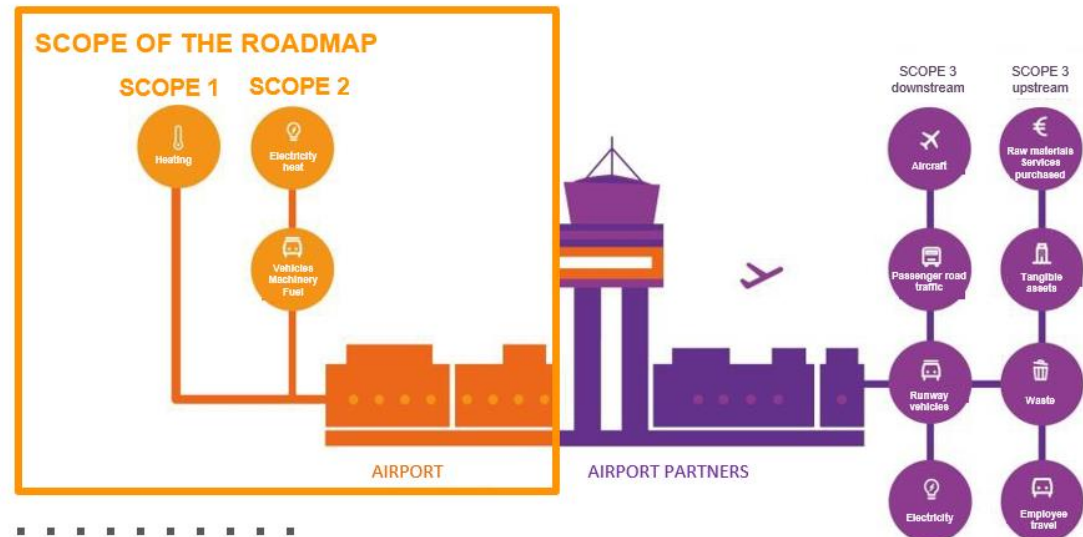 SCOPE OF THE ROADMAP
SCOPE 1
SCOPE 2
Heating
Electricity
heat
Vehicles
Machinery
Fuel
AIRPORT
AIRPORT PARTNERS
SCOPE 3
downstream
Aircraft
Passenger road
traffic
Runway
vehicles
Electricity
SCOPE 3
upstream
€
Raw materials
Services
purchased
Tangible
assets
Waste
Employee
travel